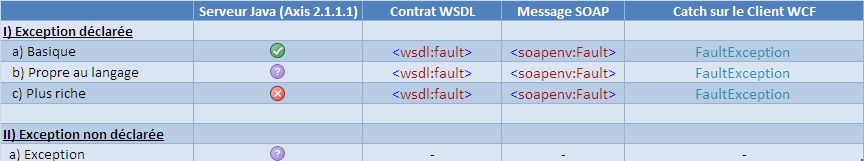 Serveur Java (Axis 2.1.1.1) Contrat WSDL Message SOAP Catch sur le Client WCF
I) Exception déclarée
a) Basique <wsdl:fault> <soapenv:Fault> FaultException
b) Propre au langage ? <wsdl:fault> <soapenv:Fault> FaultException
c) Plus riche <wsdl:fault> <soapenv:Fault> FaultException
II) Exception non déclarée
a) Exception ? - - -